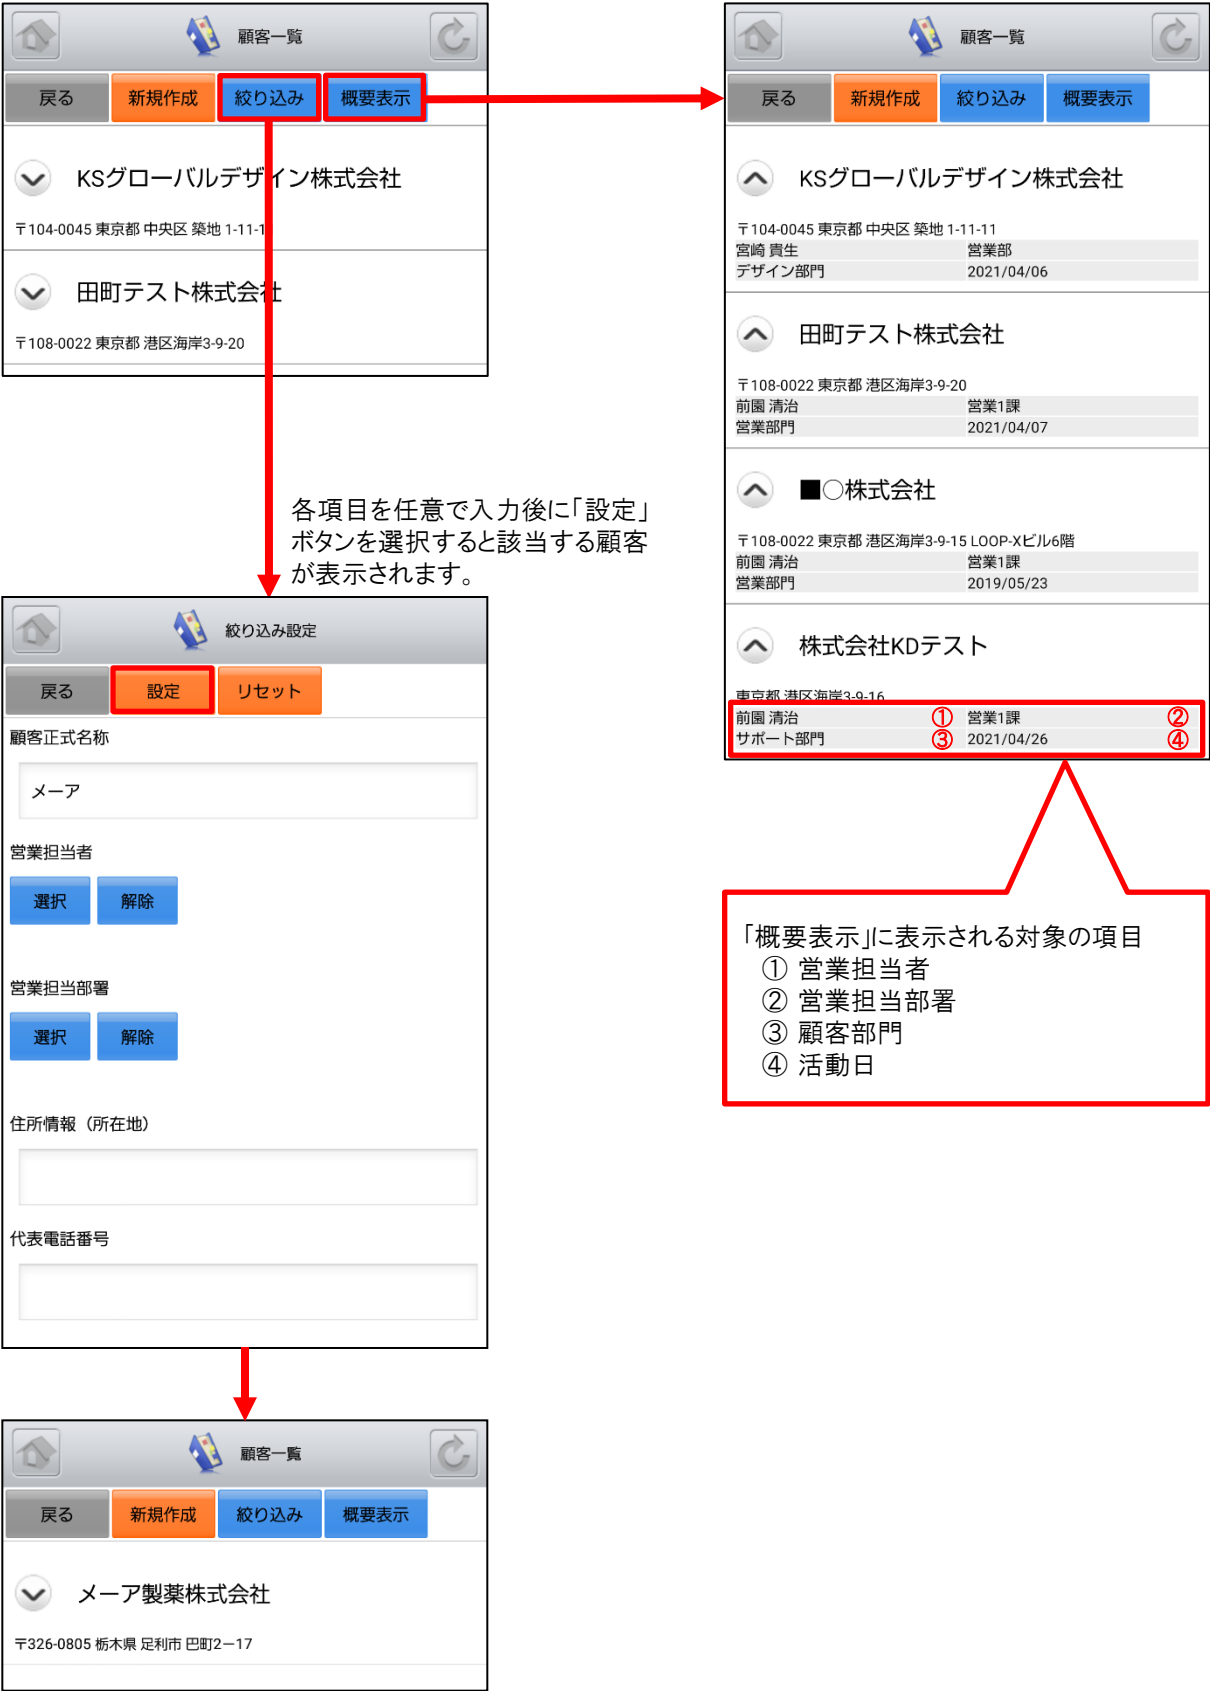 顧客一覧
戻る 新規作成 絞り込み 概要表示
KSグローバルデザイン株式会社
〒104-0045 東京都 中央区 築地 1-11-1
田町テスト株式会社
〒108-0022 東京都 港区海岸3-9-20
各項目を任意で入力後に「設定」
ボタンを選択すると該当する顧客
が表示されます。
絞り込み設定
戻る 設定 リセット
顧客正式名称
メーア
営業担当者
選択 解除
営業担当部署
選択 解除
住所情報（所在地）
代表電話番号
顧客一覧
戻る 新規作成 絞り込み 概要表示
メーア製薬株式会社
〒326-0805 栃木県 足利市 巴町2ー17
顧客一覧
戻る 新規作成 絞り込み 概要表示
KSグローバルデザイン株式会社
〒104-0045 東京都 中央区 築地 1-11-11
宮崎 貴生 営業部
デザイン部門 2021/04/06
田町テスト株式会社
〒108-0022 東京都 港区海岸3-9-20
前園 清治 営業1課
営業部門 2021/04/07
■○株式会社
〒108-0022 東京都 港区海岸3-9-15 LOOP-Xビル6階
前園 清治 営業1課
営業部門 2019/05/23
株式会社KDテスト
東京都 港区海岸3-9-16
前園 清治 ① 営業1課 ②
サポート部門 ③ 2021/04/26 ④
「概要表示」に表示される対象の項目
① 営業担当者
② 営業担当部署
③ 顧客部門
④ 活動日